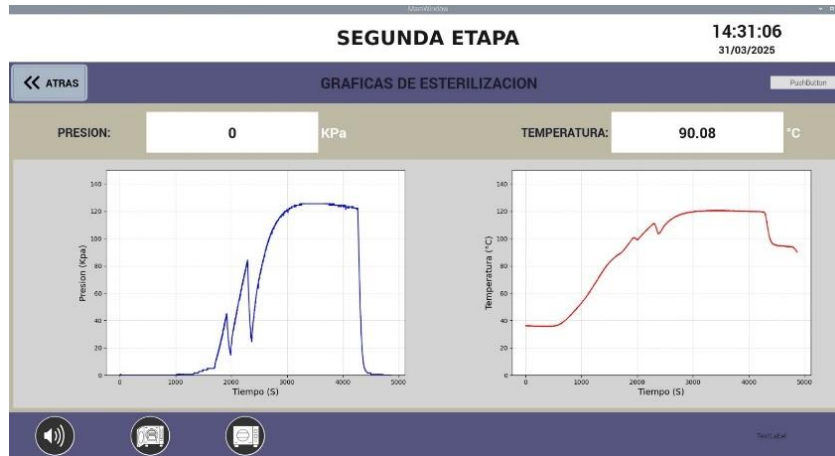 MainWindow
SEGUNDA ETAPA
14:31:06
31/03/2025
ATRAS
GRAFICAS DE ESTERILIZACION
PushButton
PRESION:
0
KPa
TEMPERATURA:
90.08
°C
140
120
100
80
60
40
20
0
Presion (Kpa)
0 1000 2000 3000 4000 5000
Tiempo (S)
140
120
100
80
60
40
20
0
Temperatura (°C)
0 1000 2000 3000 4000 5000
Tiempo (S)
TextLabel